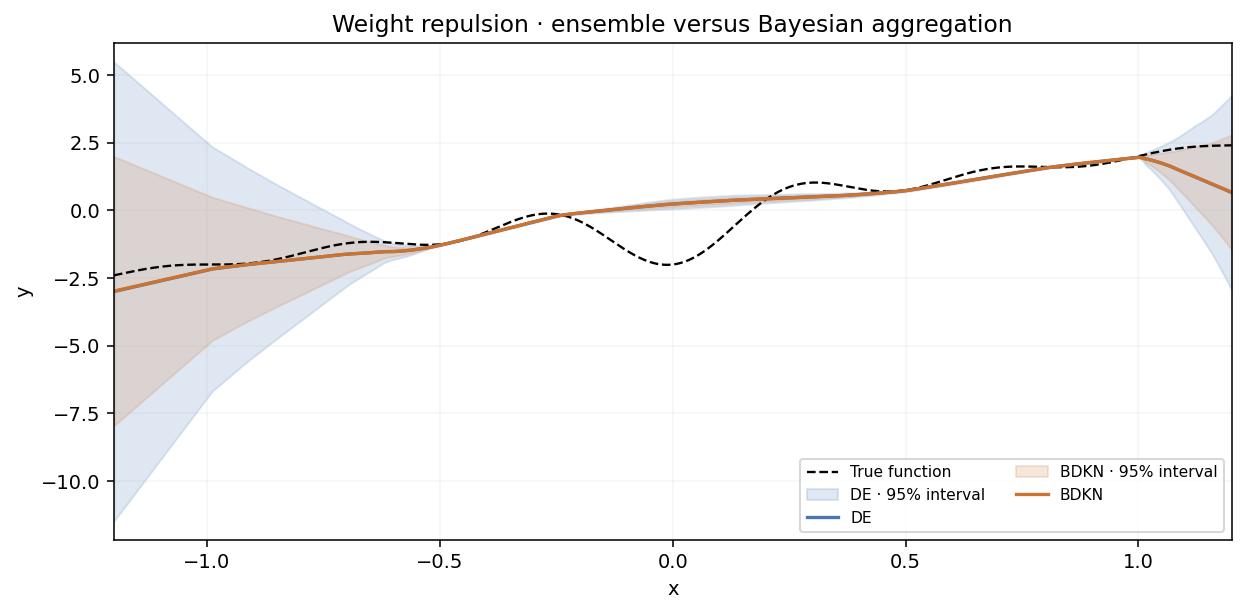 Weight repulsion · ensemble versus Bayesian aggregation
y
5.0
2.5
0.0
−2.5
−5.0
−7.5
−10.0
True function
DE · 95% interval
DE
BDKN · 95% interval
BDKN
−1.0 −0.5 0.0 0.5 1.0
x